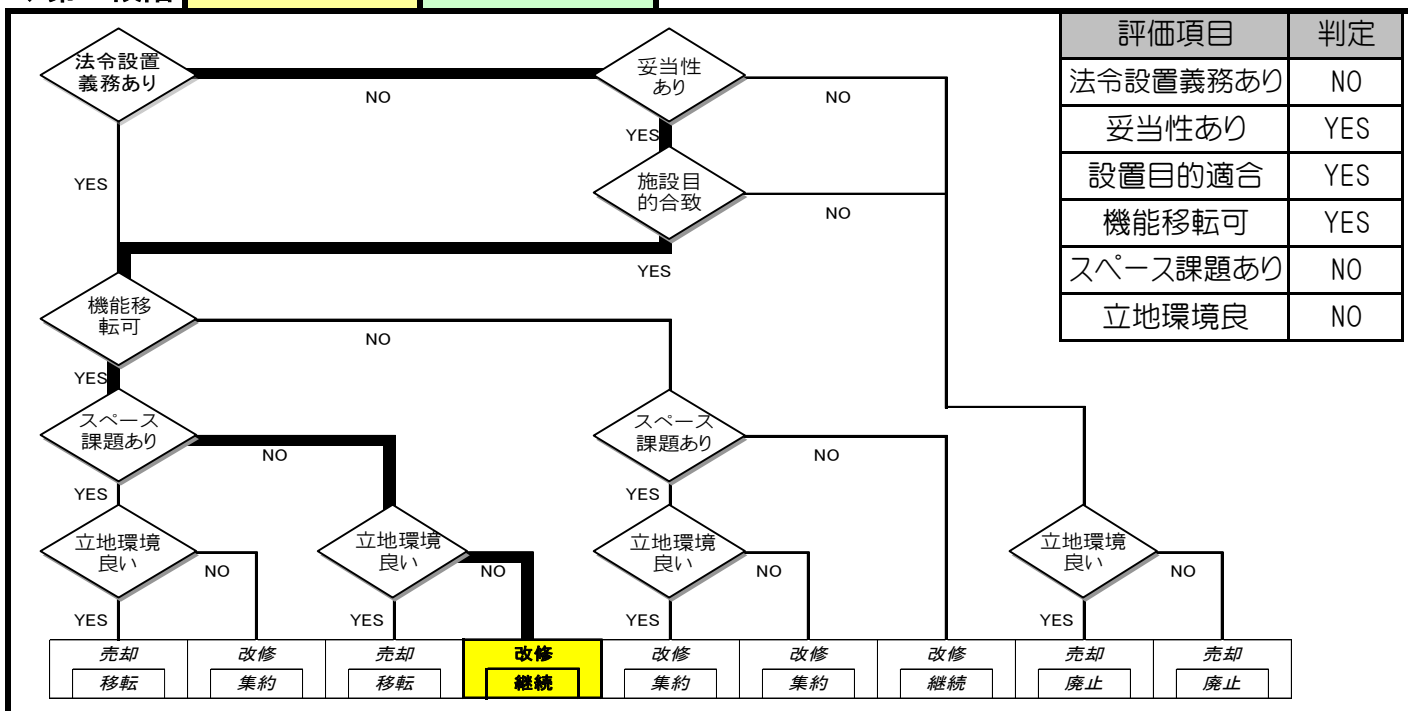 法令設置
義務あり
NO
妥当性
あり
NO
YES
YES
施設目
的合致
NO
YES
機能移
転可
NO
YES
スペース
課題あり
NO
YES
スペース
課題あり
NO
YES
立地環境
良い
NO
YES
立地環境
良い
NO
YES
立地環境
良い
NO
YES
立地環境
良い
NO
YES
売却 改修 売却 改修 改修 改修 改修 売却 売却
移転 集約 移転 継続 集約 集約 継続 廃止 廃止
評価項目 判定
法令設置義務あり NO
妥当性あり YES
設置目的適合 YES
機能移転可 YES
スペース課題あり NO
立地環境良 NO